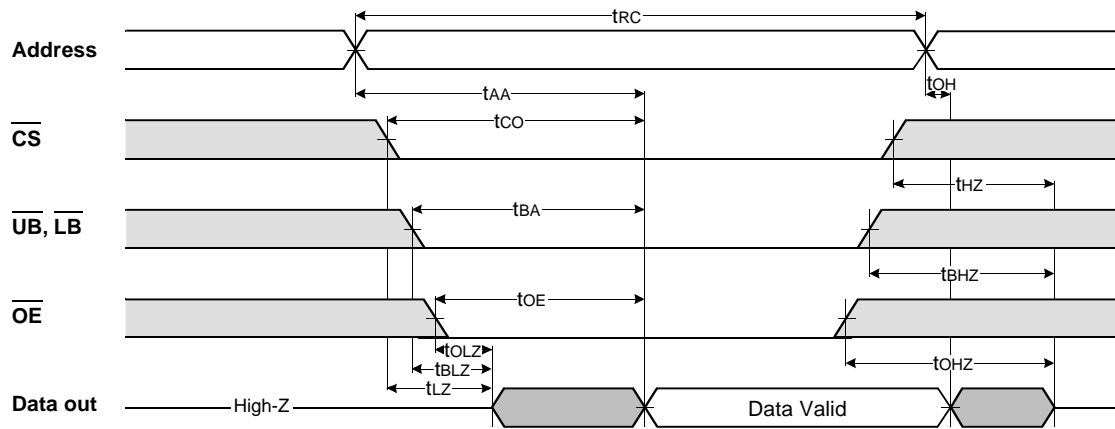 tRC
Address
tOH
tAA
CS
tCO
tHZ
UB, LB
tBA
tBHZ
OE
tOE
tOLZ
tOHZ
tBLZ
tLZ
Data out
High-Z
Data Valid